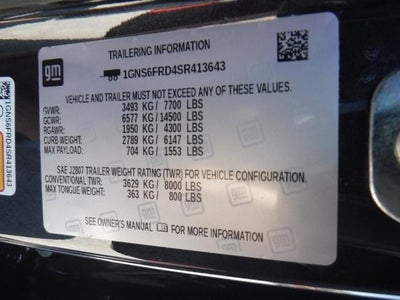 TRAILERING INFORMATION
gm
1GNS6FRD4SR413643
VEHICLE AND TRAILER MUST NOT EXCEED ANY OF THESE VALUES:
GVWR: 3493 KG / 7700 LBS
GCWR: 6577 KG / 14500 LBS
RGAWR: 1950 KG / 4300 LBS
CURB WEIGHT: 2789 KG / 6147 LBS
MAX PAYLOAD: 704 KG / 1553 LBS
SAE J2807 TRAILER WEIGHT RATING (TWR) FOR VEHICLE CONFIGURATION.
CONVENTIONAL TWR: 3629 KG / 8000 LBS
MAX TONGUE WEIGHT: 363 KG / 800 LBS
SEE OWNER'S MANUAL FOR MORE INFORMATION
1GNS6FRD4SR413643